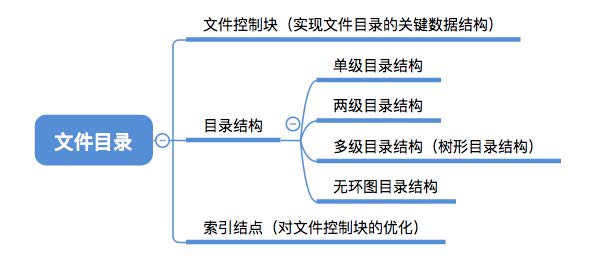 文件目录
文件控制块（实现文件目录的关键数据结构）
目录结构
单级目录结构
两级目录结构
多级目录结构（树形目录结构）
无环图目录结构
索引结点（对文件控制块的优化）